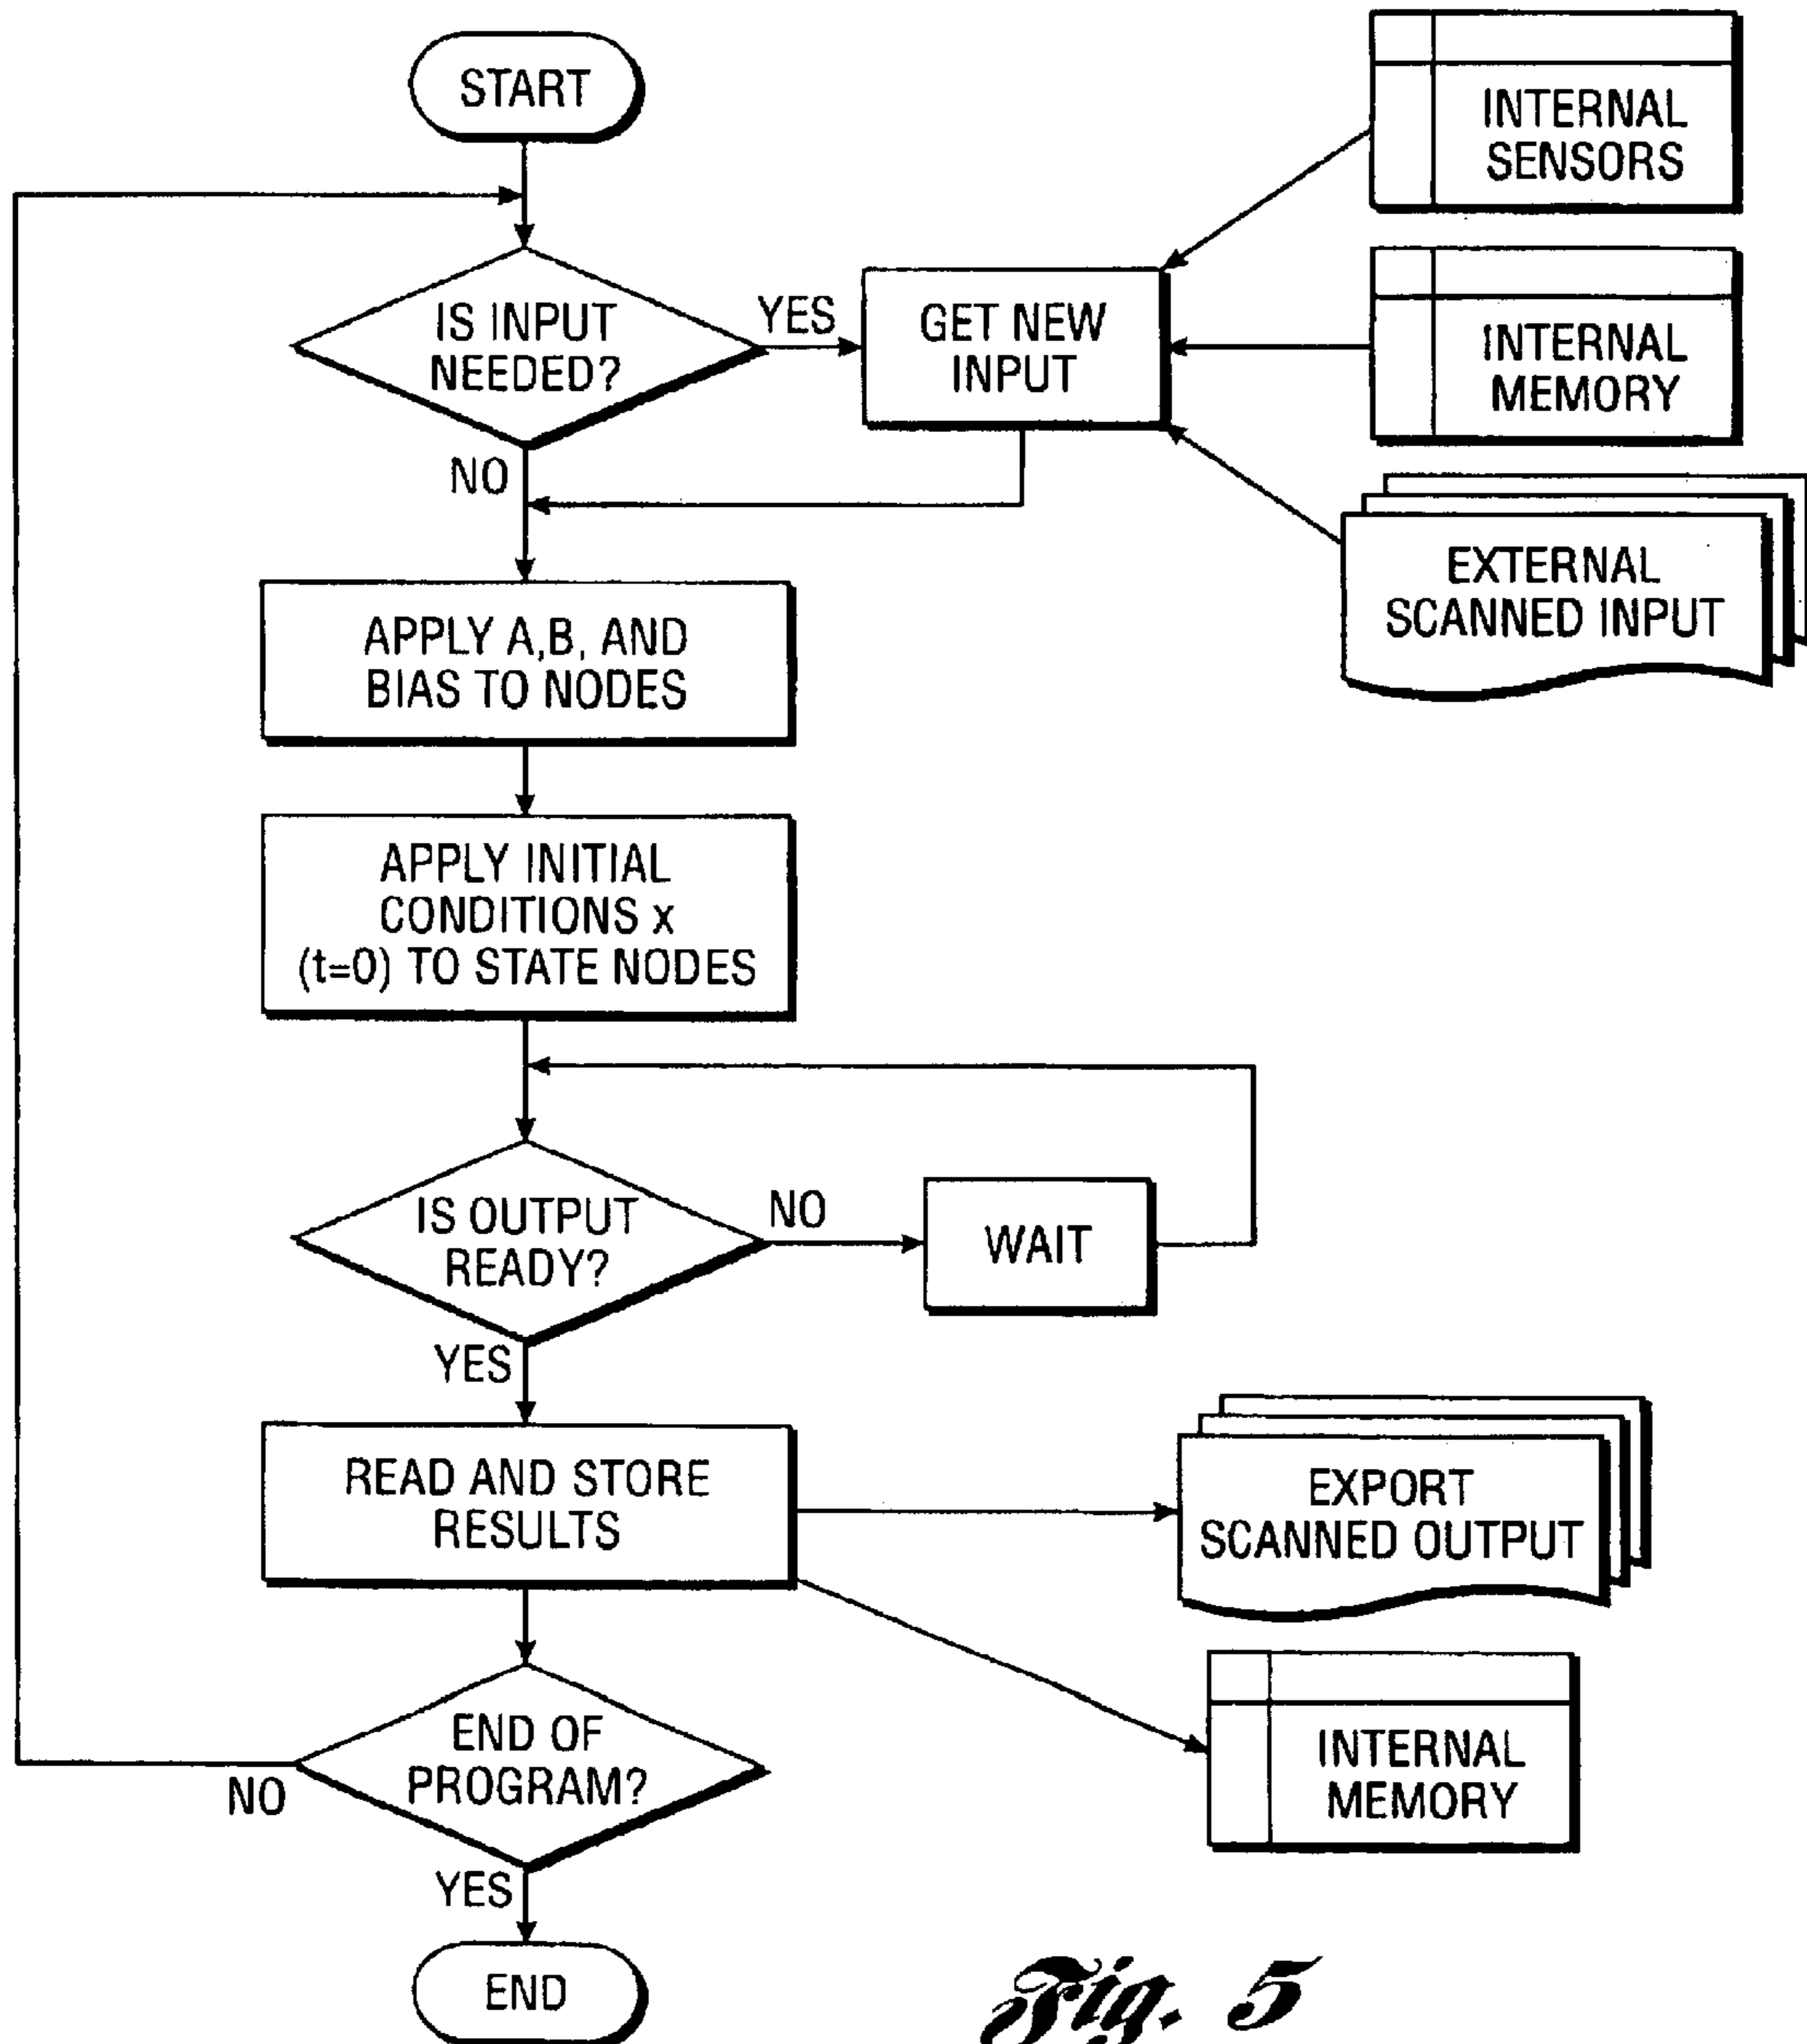 START
INTERNAL
SENSORS
IS INPUT
NEEDED?
YES
GET NEW
INPUT
INTERNAL
MEMORY
NO
EXTERNAL
SCANNED INPUT
APPLY A,B, AND
BIAS TO NODES
APPLY INITIAL
CONDITIONS x
(t=0) TO STATE NODES
IS OUTPUT
READY?
NO
WAIT
YES
READ AND STORE
RESULTS
EXPORT
SCANNED OUTPUT
END OF
PROGRAM?
NO
INTERNAL
MEMORY
YES
END
Fig. 5